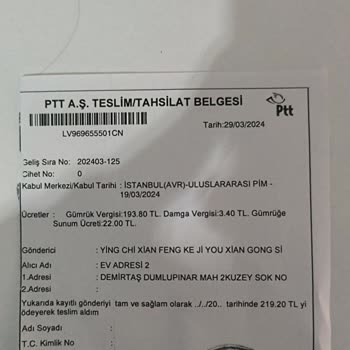 PTT A.Ş. TESLİM/TAHSİLAT BELGESİ
Ptt
LV969655501CN
Tarih:29/03/2024
Geliş Sıra No: 202403-125
Cihet No: 0
Kabul Merkezi/Kabul Tarihi : İSTANBUL(AVR)-ULUSLARARASI PİM -
19/03/2024
Ücretler : Gümrük Vergisi:193.80 TL. Damga Vergisi:3.40 TL. Gümrüğe
Sunum Ücreti:22.00 TL.
Gönderici : YING CHI XIAN FENG KE JI YOU XIAN GONG SI
Alıcı Adı : EV ADRESİ 2
1.Adresi : DEMİRTAŞ DUMLUPINAR MAH 2KUZEY SOK NO
2.Adresi :
Yukarıda kayıtlı gönderiyi tam ve sağlam olarak ../../20.. tarihinde 219.20 TL yi
ödeyerek teslim aldım
Adı Soyadı :
T.C. Kimlik No :